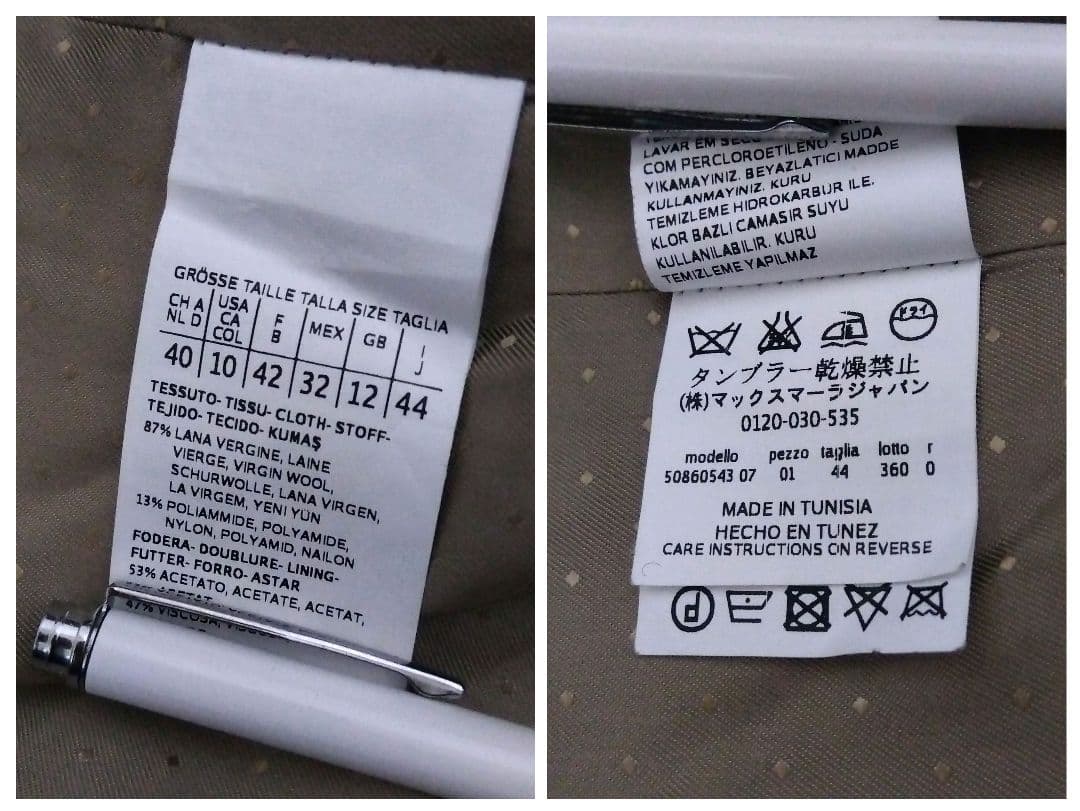 GRÖSSE TAILLE TALLA SIZE TAGLIA
CH A NL D
USA CA COL
F B
MEX
GB
I J
40 10 42 32 12 44
TESSUTO- TISSU- CLOTH- STOFF-
TEJIDO- TECIDO- KUMAŞ
87% LANA VERGINE, LAINE
VIERGE, VIRGIN WOOL,
SCHURWOLLE, LANA VIRGEN,
LA VIRGEM, YENI YÜN
13% POLIAMMIDE, POLYAMIDE,
NYLON, POLYAMID, NAILON
FODERA- DOUBLURE- LINING-
FUTTER- FORRO- ASTAR
53% ACETATO, ACETATE, ACETAT,
47% VISCOSA,
LAVAR EM SECO
COM PERCLOROETILENO - SUDA
YIKAMAYINIZ. BEYAZLATICI MADDE
KULLANMAYINIZ. KURU
TEMIZLEME HIDROKARBUR ILE.
KLOR BAZLI CAMASIR SUYU
KULLANILABILIR. KURU
TEMIZLEME YAPILMAZ
ドライ
タンブラー乾燥禁止
(株)マックスマーラジャパン
0120-030-535
modello pezzo taglia lotto r
50860543 07 01 44 360 0
MADE IN TUNISIA
HECHO EN TUNEZ
CARE INSTRUCTIONS ON REVERSE
P